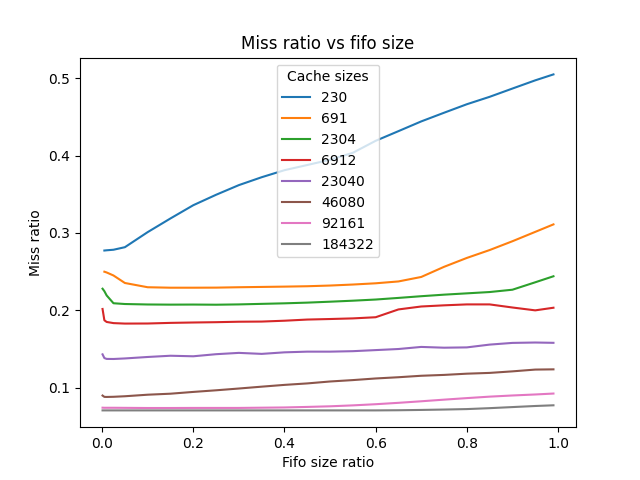 Miss ratio vs fifo size
Cache sizes
230
691
2304
6912
23040
46080
92161
184322
Miss ratio
0.5
0.4
0.3
0.2
0.1
0.0 0.2 0.4 0.6 0.8 1.0
Fifo size ratio